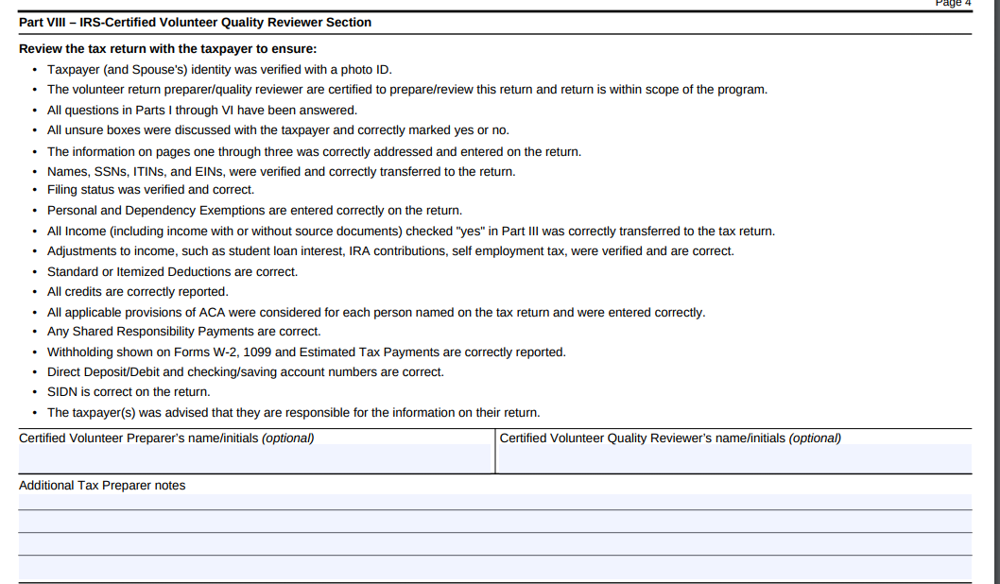 Page 4
Part VIII – IRS-Certified Volunteer Quality Reviewer Section
Review the tax return with the taxpayer to ensure:
• Taxpayer (and Spouse's) identity was verified with a photo ID.
• The volunteer return preparer/quality reviewer are certified to prepare/review this return and return is within scope of the program.
• All questions in Parts I through VI have been answered.
• All unsure boxes were discussed with the taxpayer and correctly marked yes or no.
• The information on pages one through three was correctly addressed and entered on the return.
• Names, SSNs, ITINs, and EINs, were verified and correctly transferred to the return.
• Filing status was verified and correct.
• Personal and Dependency Exemptions are entered correctly on the return.
• All Income (including income with or without source documents) checked "yes" in Part III was correctly transferred to the tax return.
• Adjustments to income, such as student loan interest, IRA contributions, self employment tax, were verified and are correct.
• Standard or Itemized Deductions are correct.
• All credits are correctly reported.
• All applicable provisions of ACA were considered for each person named on the tax return and were entered correctly.
• Any Shared Responsibility Payments are correct.
• Withholding shown on Forms W-2, 1099 and Estimated Tax Payments are correctly reported.
• Direct Deposit/Debit and checking/saving account numbers are correct.
• SIDN is correct on the return.
• The taxpayer(s) was advised that they are responsible for the information on their return.
Certified Volunteer Preparer's name/initials (optional)
Certified Volunteer Quality Reviewer's name/initials (optional)
Additional Tax Preparer notes